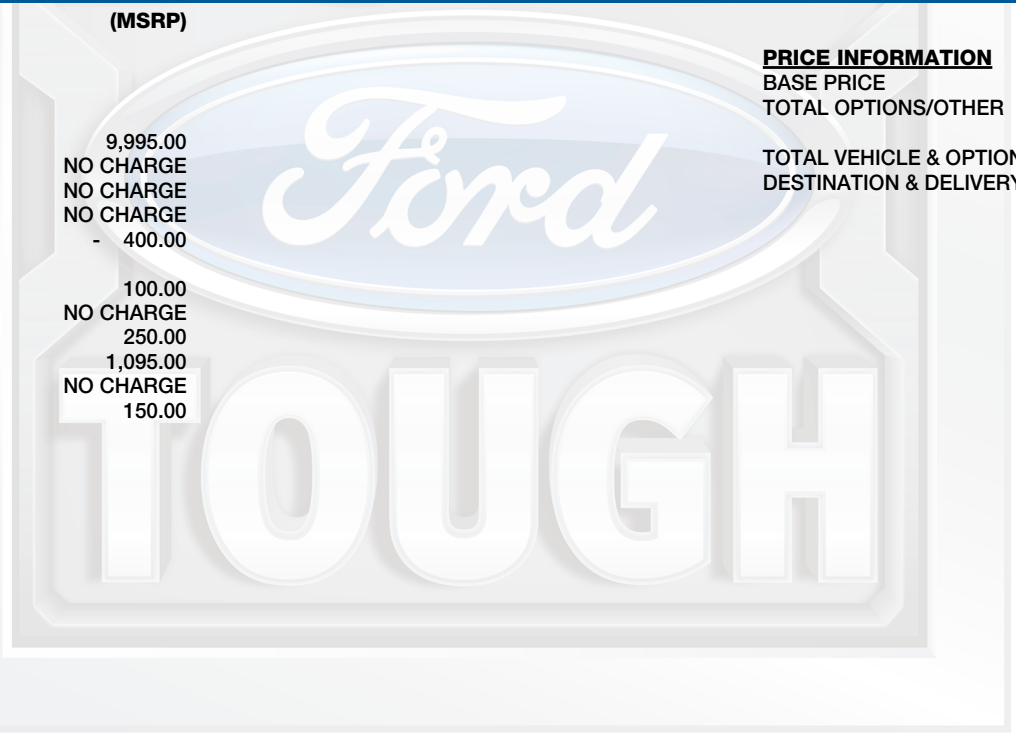 (MSRP)
9,995.00
NO CHARGE
NO CHARGE
NO CHARGE
- 400.00
100.00
NO CHARGE
250.00
1,095.00
NO CHARGE
150.00
PRICE INFORMATION
BASE PRICE
TOTAL OPTIONS/OTHER
TOTAL VEHICLE & OPTION
DESTINATION & DELIVERY
Ford
TOUGH